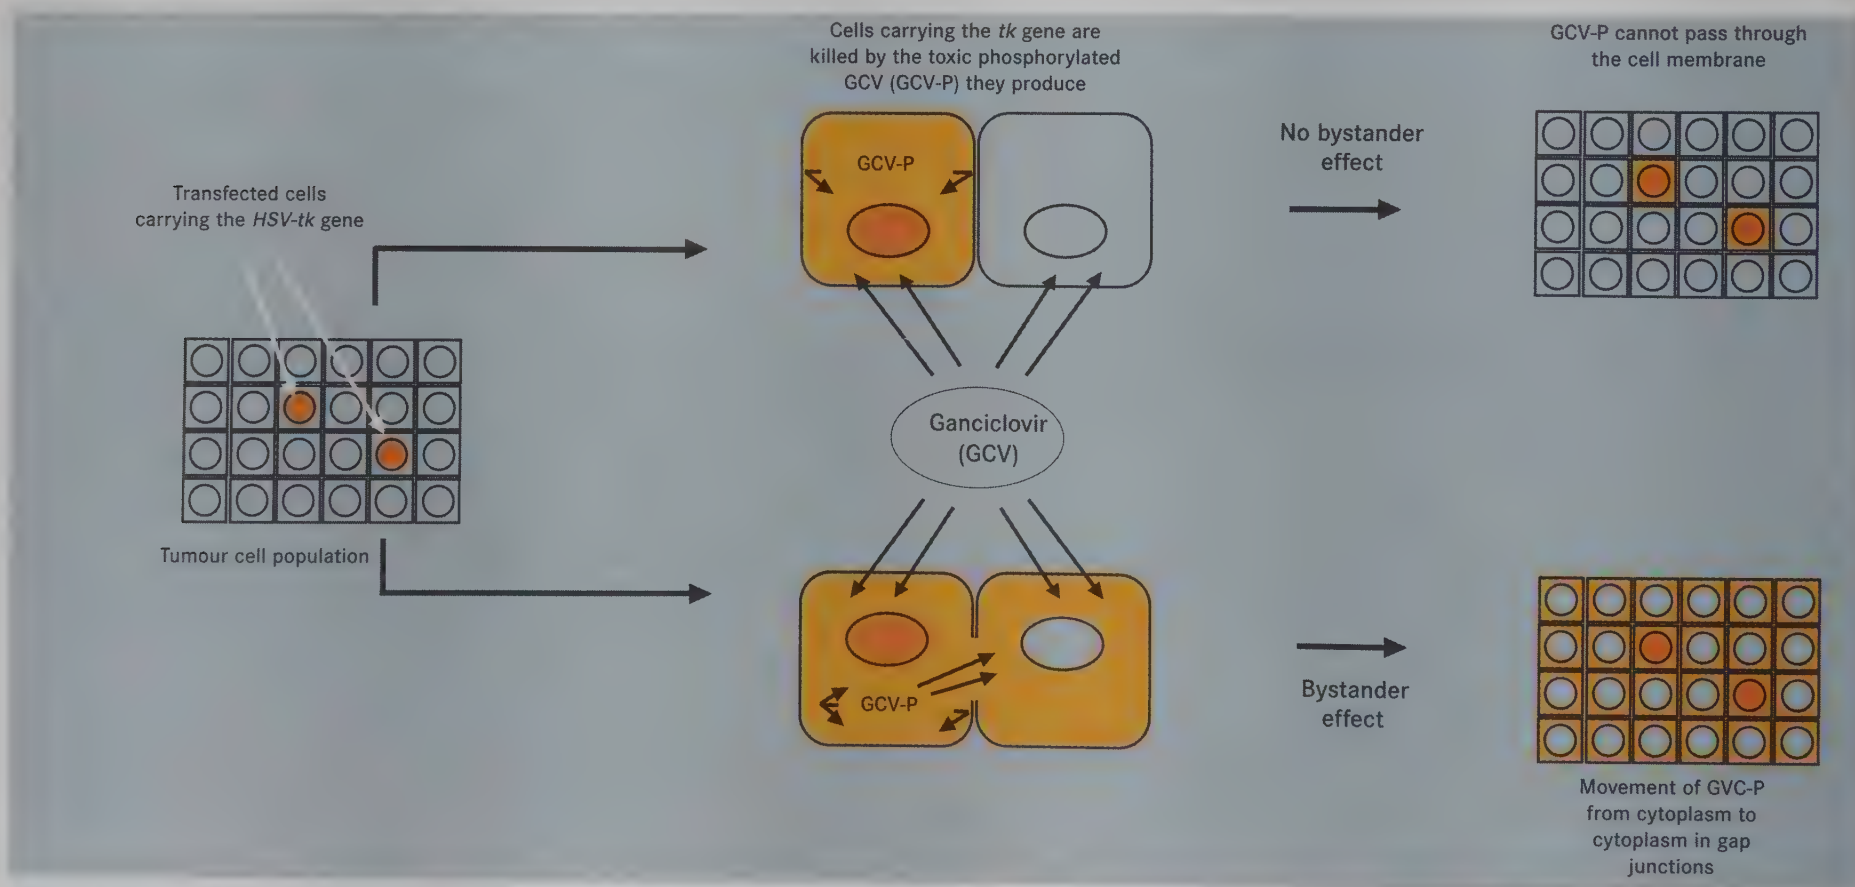 Cells carrying the tk gene are
killed by the toxic phosphorylated
GCV (GCV-P) they produce
GCV-P cannot pass through
the cell membrane
No bystander
effect
GCV-P
Transfected cells
carrying the HSV-tk gene
Ganciclovir
(GCV)
Tumour cell population
GCV-P
Bystander
effect
Movement of GVC-P
from cytoplasm to
cytoplasm in gap
junctions